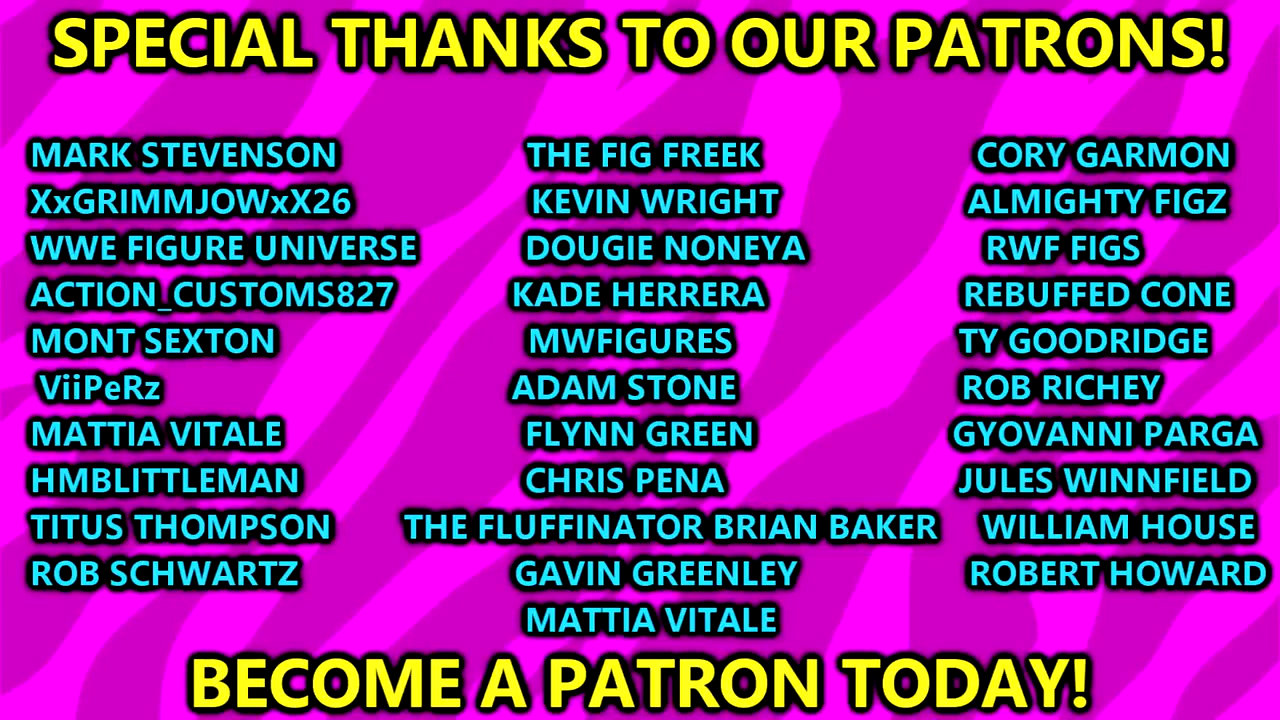 SPECIAL THANKS TO OUR PATRONS!
MARK STEVENSON
XxGRIMMJOWxX26
WWE FIGURE UNIVERSE
ACTION_CUSTOMS827
MONT SEXTON
ViiPeRz
MATTIA VITALE
HMBLITTLEMAN
TITUS THOMPSON
ROB SCHWARTZ
THE FIG FREEK
KEVIN WRIGHT
DOUGIE NONEYA
KADE HERRERA
MWFIGURES
ADAM STONE
FLYNN GREEN
CHRIS PENA
THE FLUFFINATOR BRIAN BAKER
GAVIN GREENLEY
MATTIA VITALE
CORY GARMON
ALMIGHTY FIGZ
RWF FIGS
REBUFFED CONE
TY GOODRIDGE
ROB RICHEY
GYOVANNI PARGA
JULES WINNFIELD
WILLIAM HOUSE
ROBERT HOWARD
BECOME A PATRON TODAY!